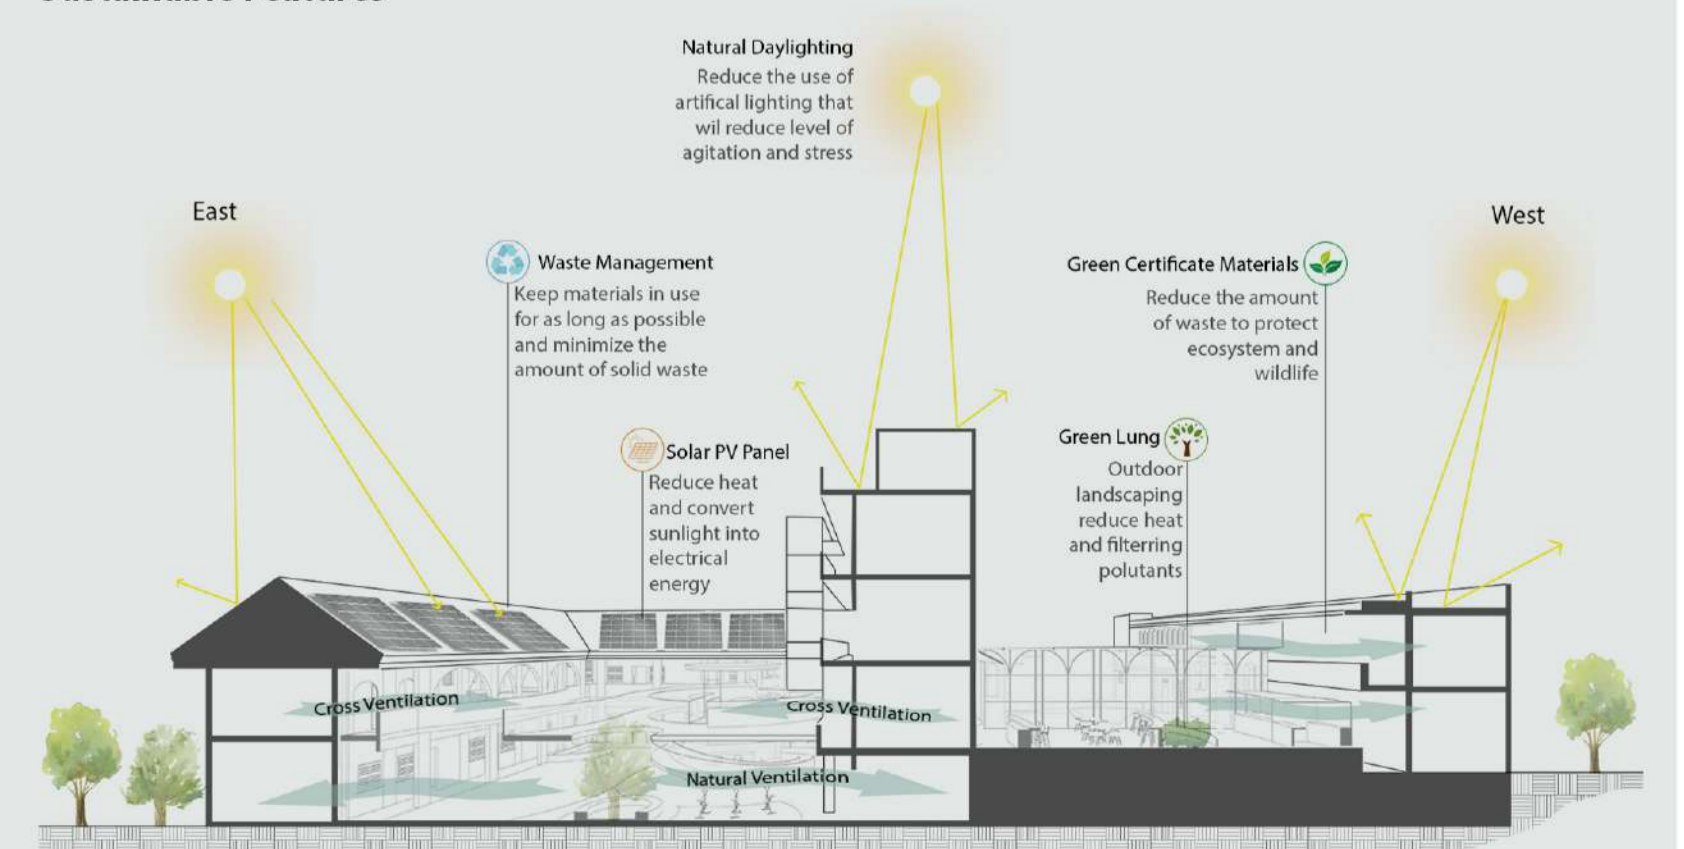 Natural Daylighting
Reduce the use of
artifical lighting that
wil reduce level of
agitation and stress
East
West
Waste Management
Keep materials in use
for as long as possible
and minimize the
amount of solid waste
Green Certificate Materials
Reduce the amount
of waste to protect
ecosystem and
wildlife
Solar PV Panel
Reduce heat
and convert
sunlight into
electrical
energy
Green Lung
Outdoor
landscaping
reduce heat
and filterring
polutants
Cross Ventilation
Cross Ventilation
Natural Ventilation